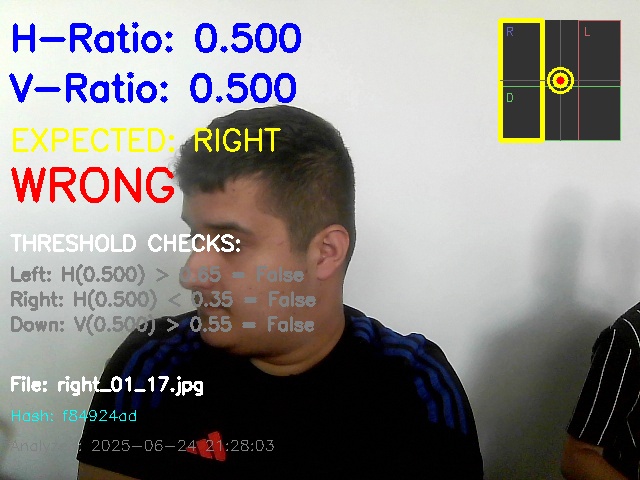 H-Ratio: 0.500
V-Ratio: 0.500
EXPECTED: RIGHT
WRONG
THRESHOLD CHECKS:
Left: H(0.500) > 0.65 = False
Right: H(0.500) < 0.35 = False
Down: V(0.500) > 0.55 = False
File: right_01_17.jpg
Hash: f84924ad
Analyzed: 2025-06-24 21:28:03
R
L
D